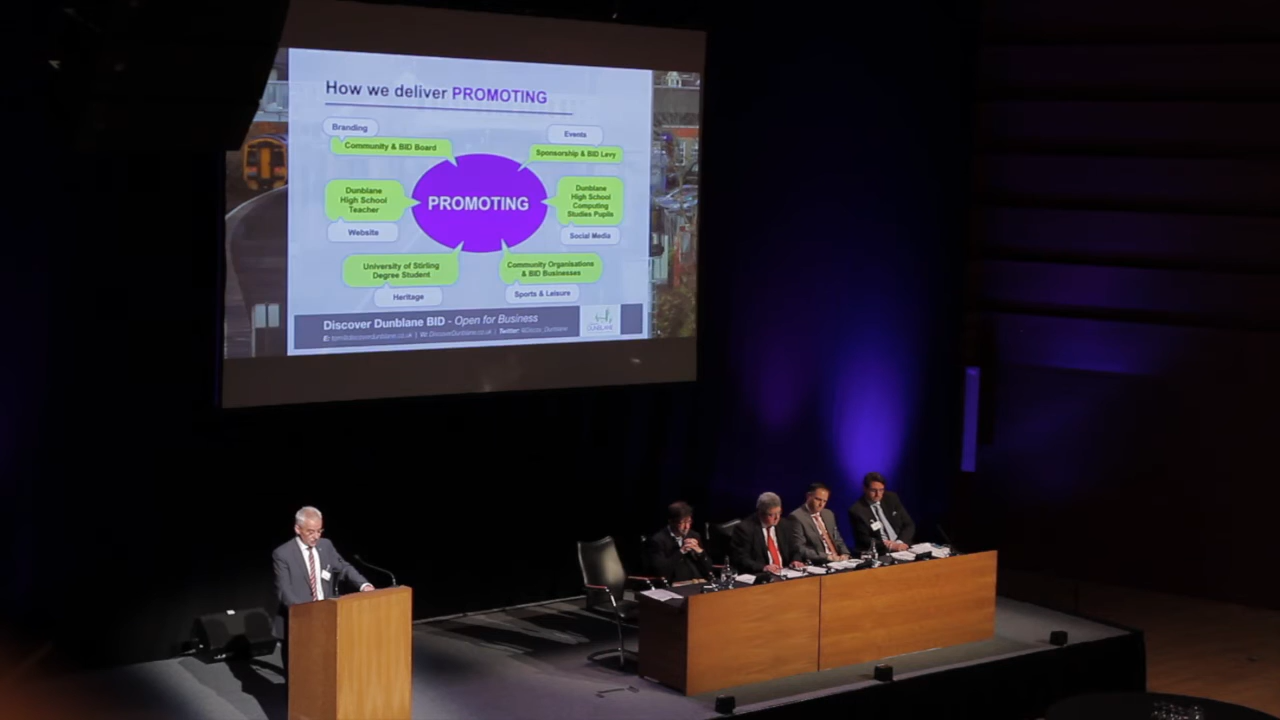 How we deliver PROMOTING
Branding
Community & BID Board
Events
Sponsorship & BID Levy
Dunblane
High School
Teacher
Website
PROMOTING
Dunblane
High School
Computing
Studies Pupils
Social Media
University of Stirling
Degree Student
Heritage
Community Organisations
& BID Businesses
Sports & Leisure
Discover Dunblane BID - Open for Business
DUNBLANE